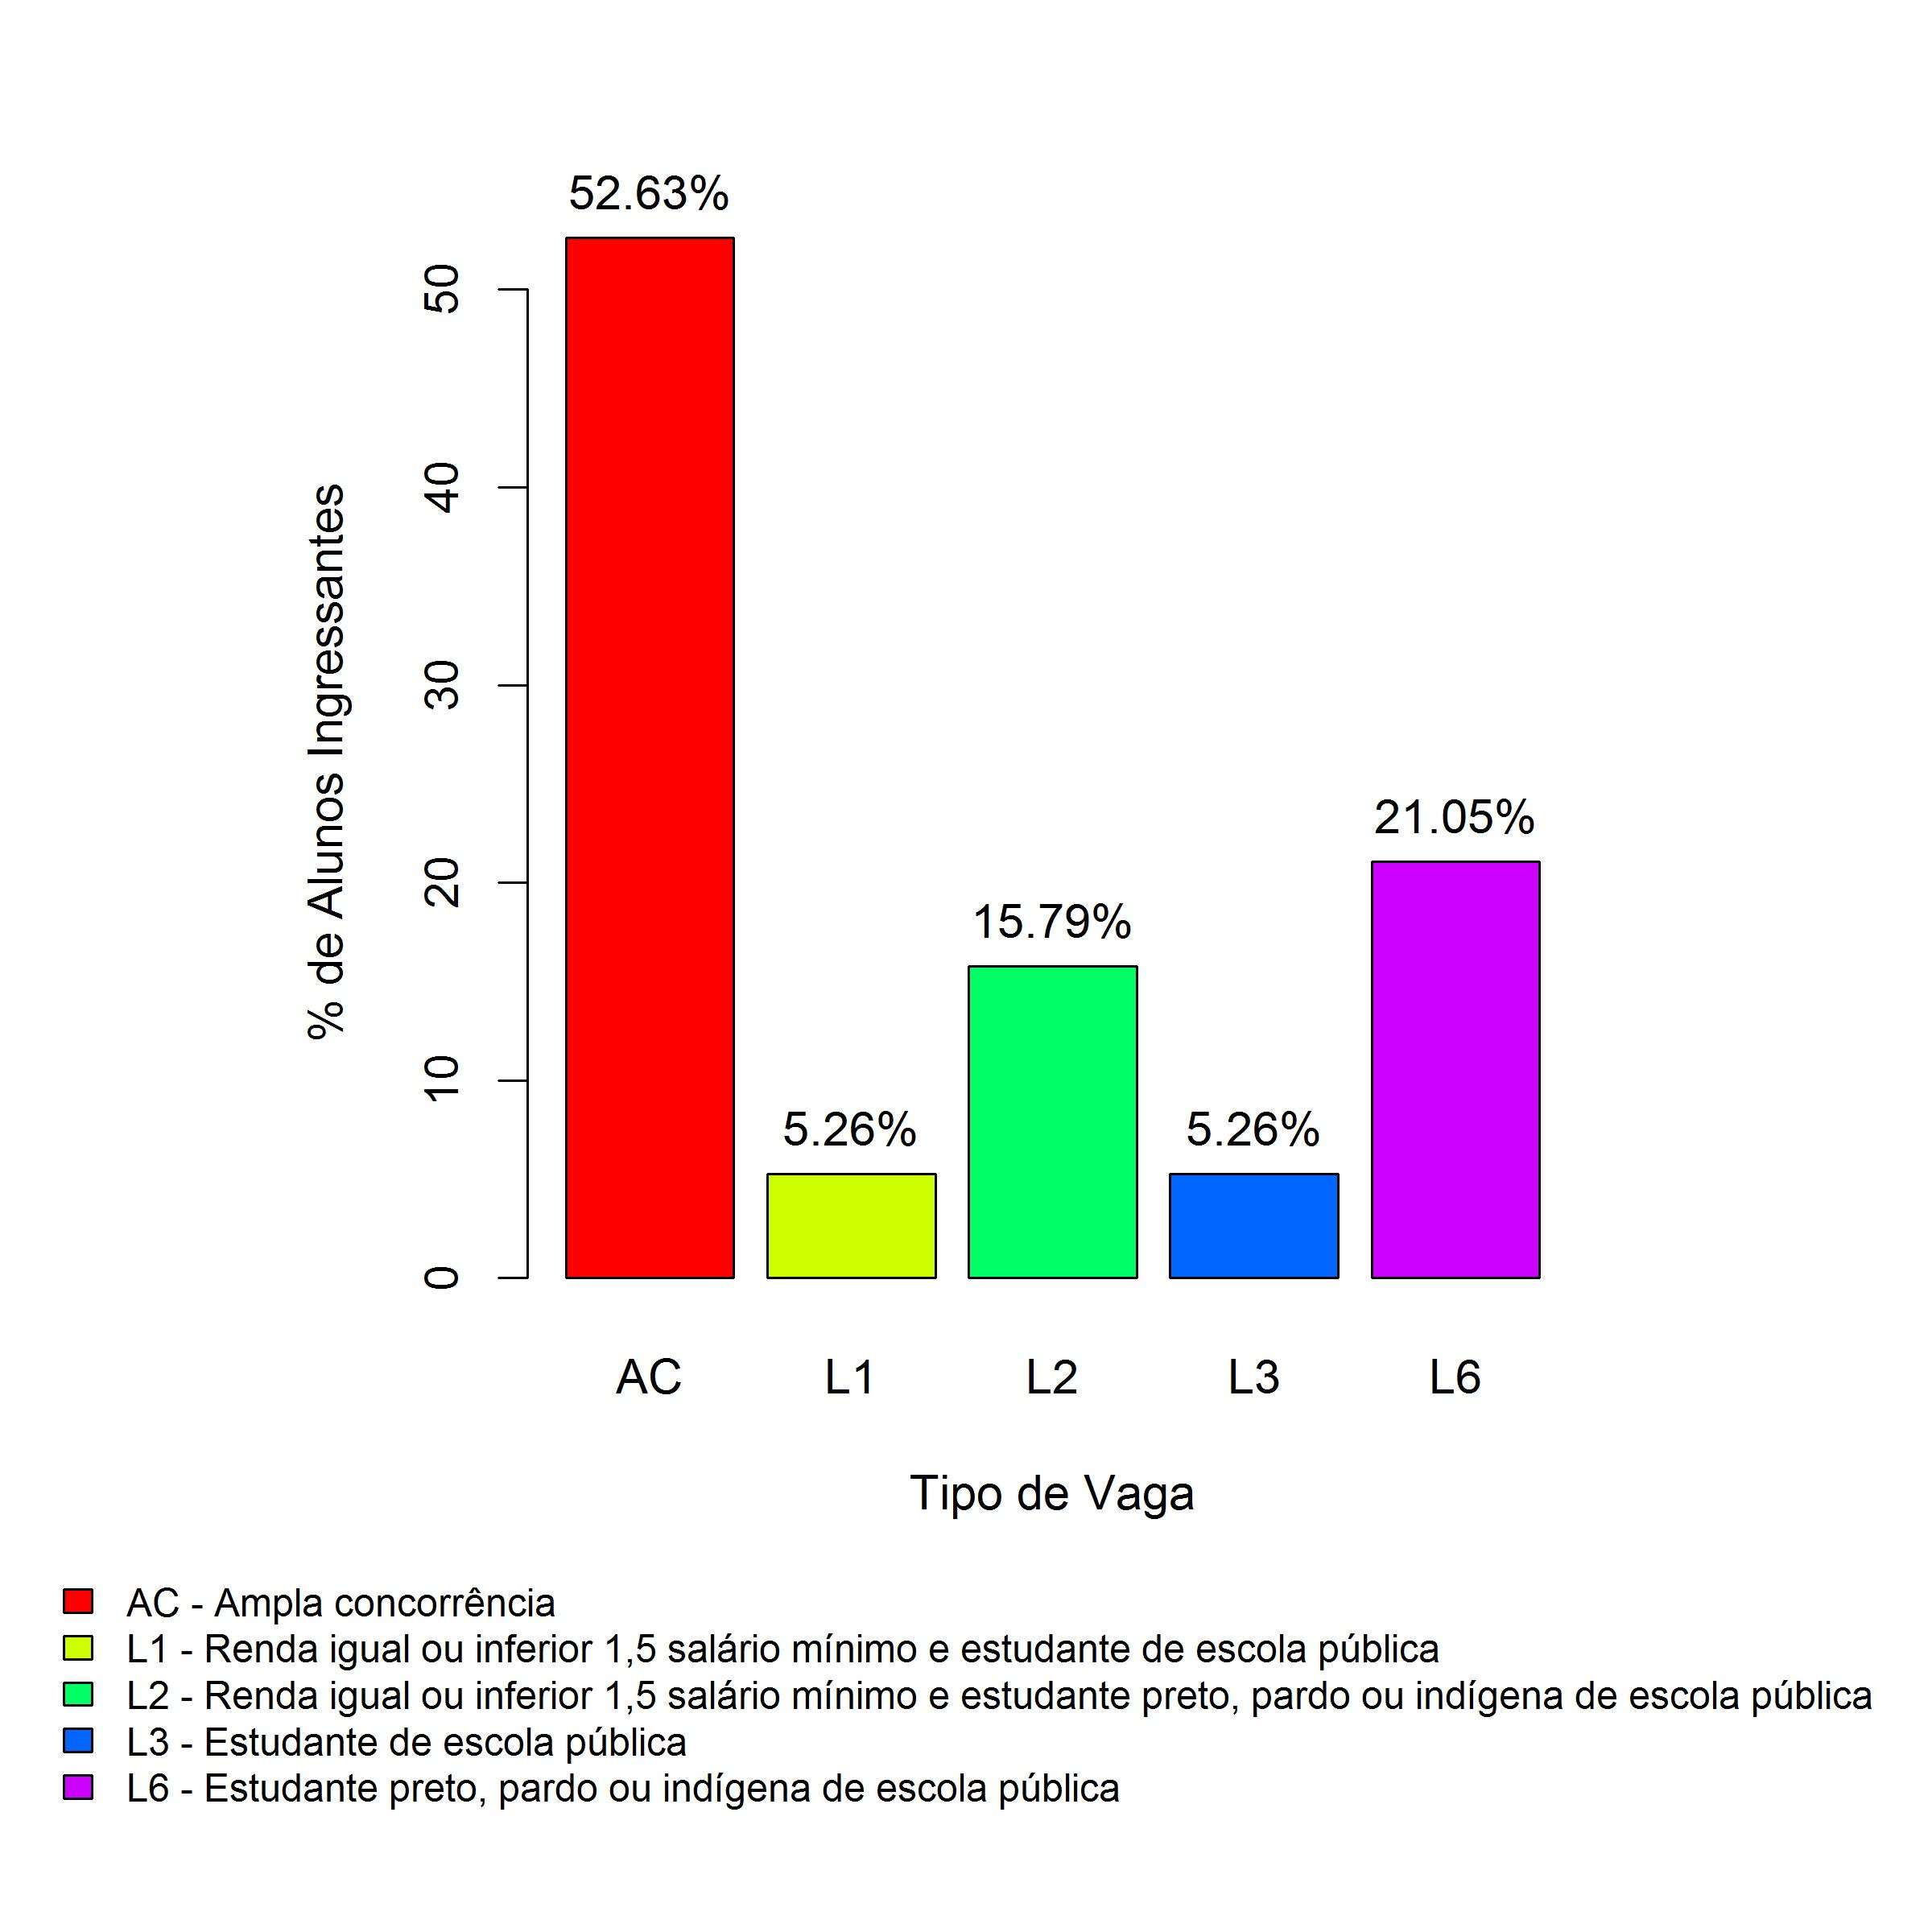 52.63%
50
40
30
20
10
0
% de Alunos Ingressantes
5.26%
15.79%
5.26%
21.05%
AC L1 L2 L3 L6
Tipo de Vaga
AC - Ampla concorrência
L1 - Renda igual ou inferior 1,5 salário mínimo e estudante de escola pública
L2 - Renda igual ou inferior 1,5 salário mínimo e estudante preto, pardo ou indígena de escola pública
L3 - Estudante de escola pública
L6 - Estudante preto, pardo ou indígena de escola pública